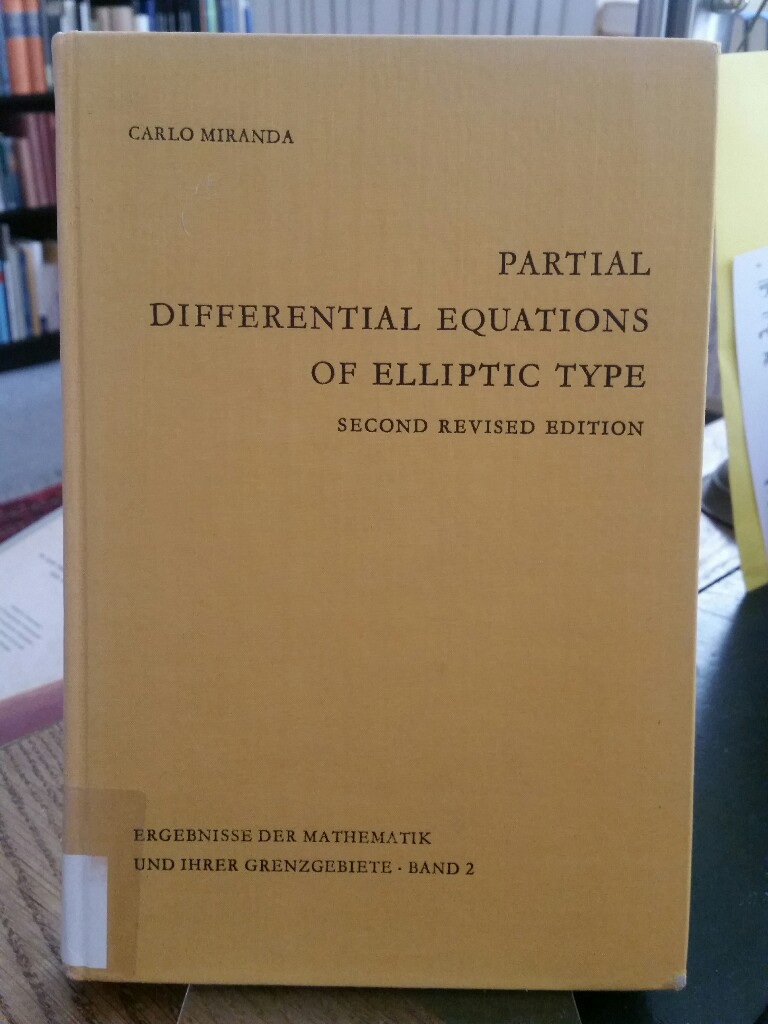 CARLO MIRANDA
PARTIAL
DIFFERENTIAL EQUATIONS
OF ELLIPTIC TYPE
SECOND REVISED EDITION
ERGEBNISSE DER MATHEMATIK
UND IHRER GRENZGEBIETE · BAND 2